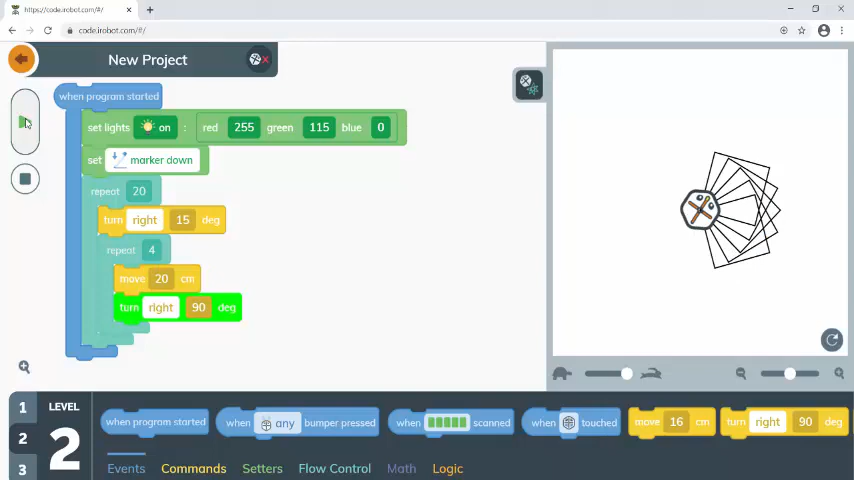 https://code.irobot.com/#/
code.irobot.com/#/
New Project
when program started
set lights on : red 255 green 115 blue 0
set marker down
repeat 20
turn right 15 deg
repeat 4
move 20 cm
turn right 90 deg
1 LEVEL
2 2
3
when program started
when any bumper pressed
when scanned
when touched
move 16 cm
turn right 90 deg
Events Commands Setters Flow Control Math Logic